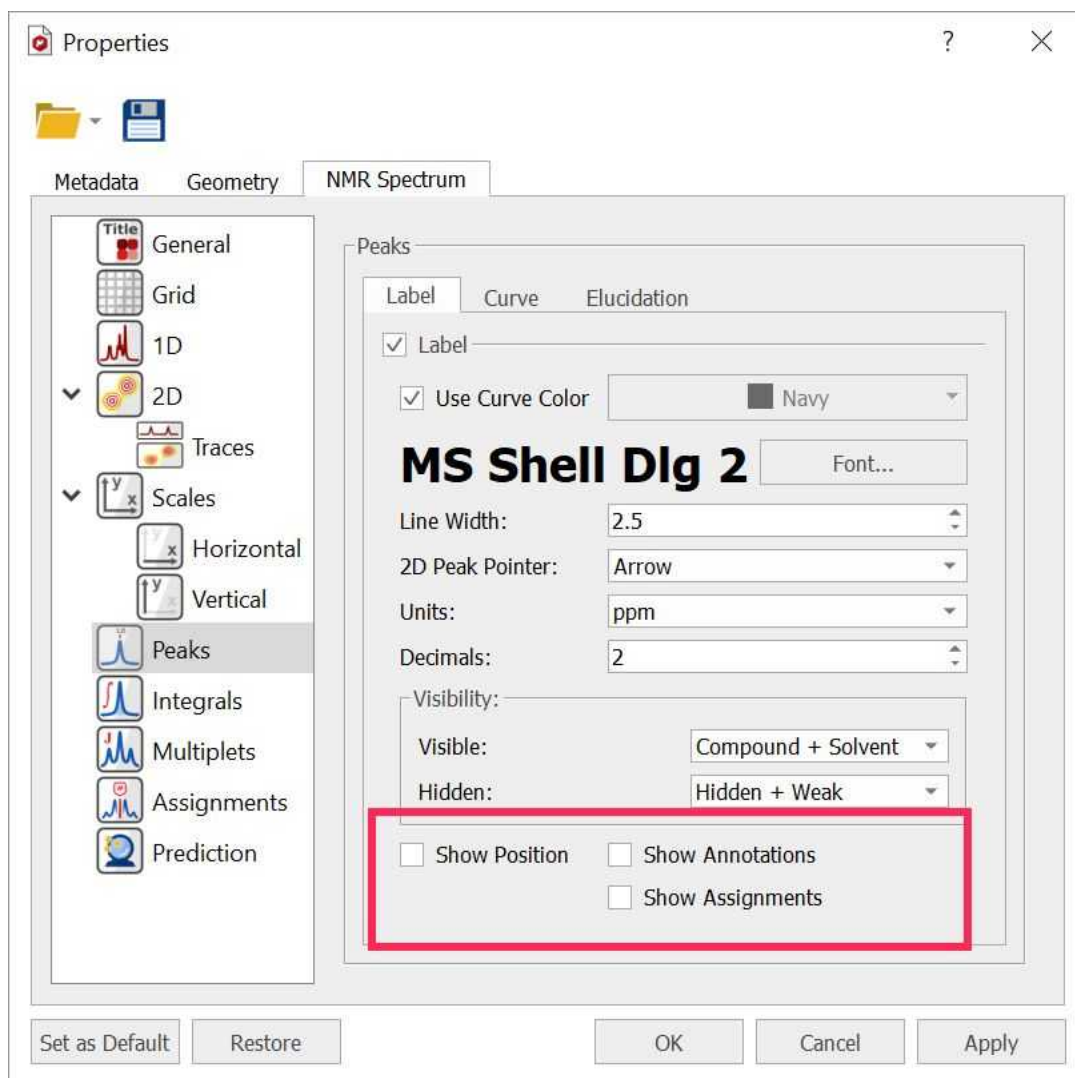 Properties
?
Metadata
Geometry
NMR Spectrum
Title
General
Grid
1D
2D
Traces
y
x
Scales
x
Horizontal
y
Vertical
Peaks
Integrals
J
Multiplets
Assignments
Prediction
Peaks
Label
Curve
Elucidation
Label
Use Curve Color
Navy
MS Shell Dlg 2
Font...
Line Width:
2.5
2D Peak Pointer:
Arrow
Units:
ppm
Decimals:
2
Visibility:
Visible:
Compound + Solvent
Hidden:
Hidden + Weak
Show Position
Show Annotations
Show Assignments
Set as Default
Restore
OK
Cancel
Apply